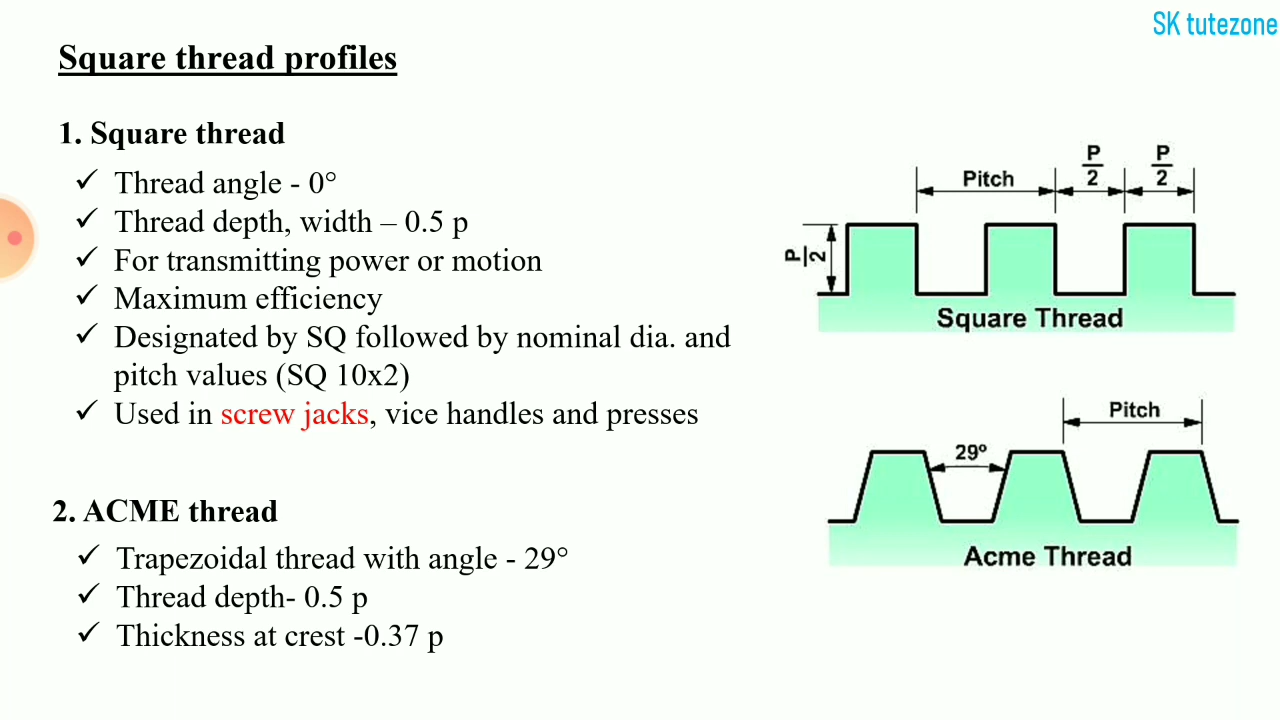 SK tutezone
Square thread profiles
1. Square thread
✓ Thread angle - 0°
✓ Thread depth, width – 0.5 p
✓ For transmitting power or motion
✓ Maximum efficiency
✓ Designated by SQ followed by nominal dia. and
pitch values (SQ 10x2)
✓ Used in screw jacks, vice handles and presses
Pitch
P/2
P/2
P/2
Square Thread
2. ACME thread
✓ Trapezoidal thread with angle - 29°
✓ Thread depth- 0.5 p
✓ Thickness at crest -0.37 p
Pitch
29º
Acme Thread